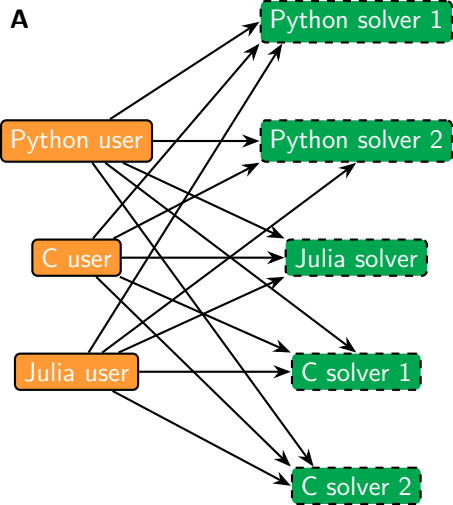 A
Python solver 1
Python user
Python solver 2
C user
Julia solver
Julia user
C solver 1
C solver 2